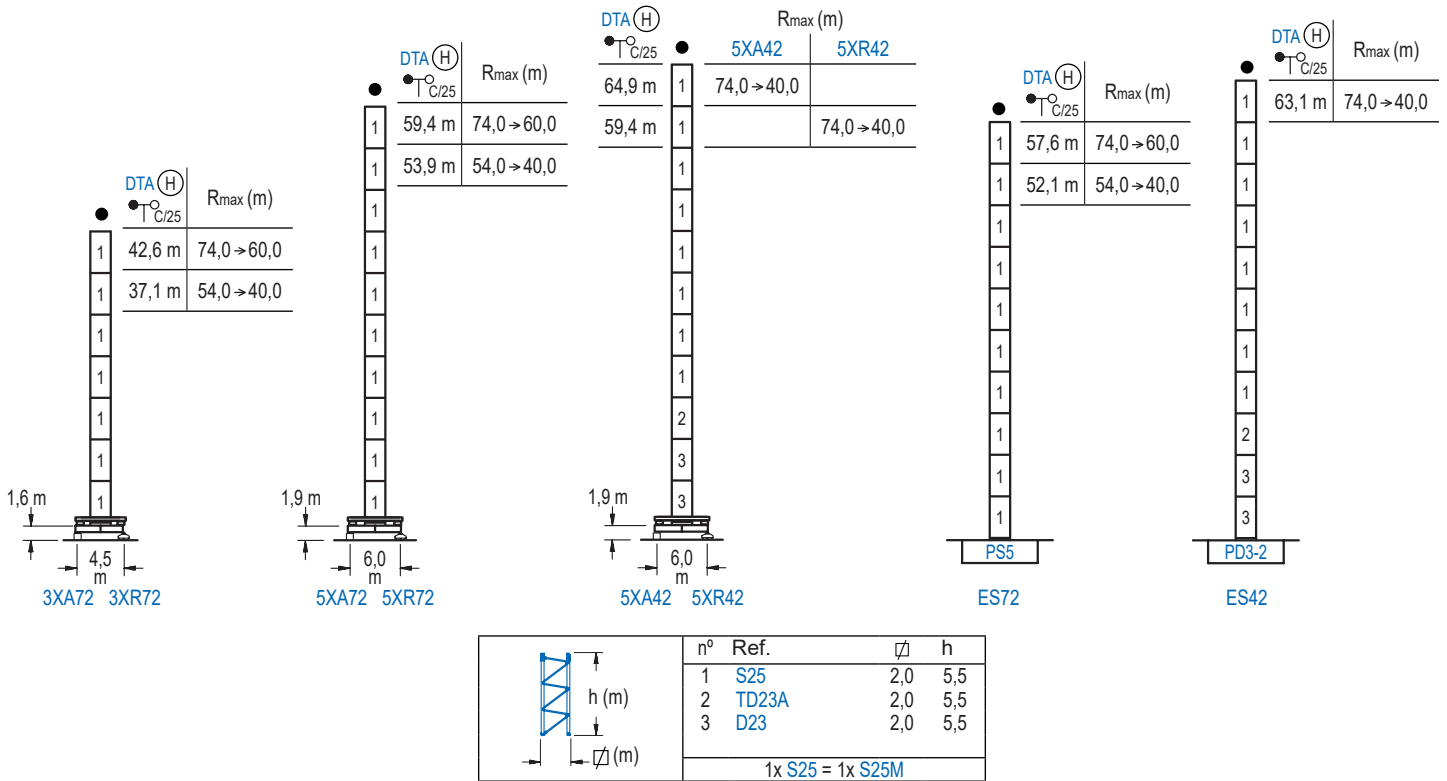 DTA H
C/25
Rmax (m)
42,6 m 74,0→60,0
37,1 m 54,0→40,0
1
1
1
1
1
1
1
1,6 m
4,5
m
3XA72 3XR72
DTA H
C/25
Rmax (m)
59,4 m 74,0→60,0
53,9 m 54,0→40,0
1
1
1
1
1
1
1
1
1
1
1,9 m
6,0
m
5XA72 5XR72
DTA H
C/25
Rmax (m)
5XA42 5XR42
64,9 m 74,0→40,0
59,4 m 74,0→40,0
1
1
1
1
1
1
1
1
2
3
3
1,9 m
6,0
m
5XA42 5XR42
DTA H
C/25
Rmax (m)
57,6 m 74,0→60,0
52,1 m 54,0→40,0
1
1
1
1
1
1
1
1
1
1
PS5
ES72
DTA H
C/25
Rmax (m)
63,1 m 74,0→40,0
1
1
1
1
1
1
1
1
2
3
3
PD3-2
ES42
h (m)
(m)
nº Ref. h
1 S25 2,0 5,5
2 TD23A 2,0 5,5
3 D23 2,0 5,5
1x S25 = 1x S25M